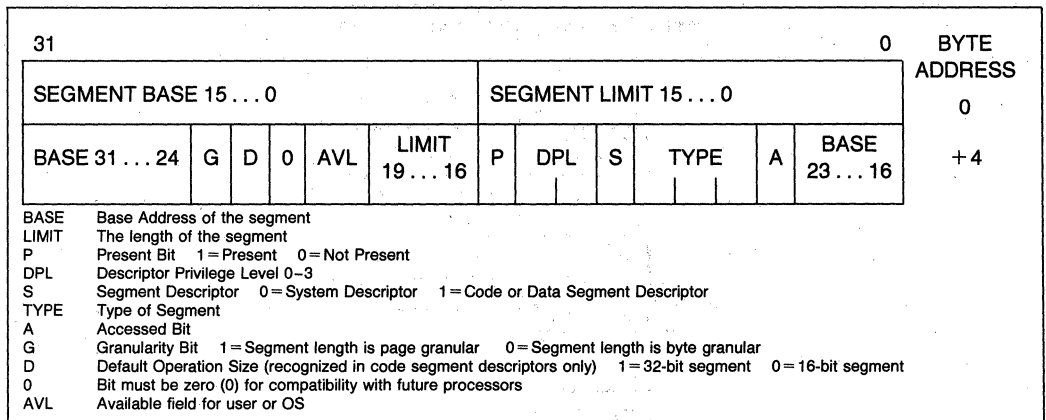 31 0 BYTE ADDRESS
SEGMENT BASE 15...0 SEGMENT LIMIT 15...0 0
BASE 31...24 G D 0 AVL LIMIT 19...16 P DPL S TYPE A BASE 23...16 +4
BASE Base Address of the segment
LIMIT The length of the segment
P Present Bit 1=Present 0=Not Present
DPL Descriptor Privilege Level 0–3
S Segment Descriptor 0=System Descriptor 1=Code or Data Segment Descriptor
TYPE Type of Segment
A Accessed Bit
G Granularity Bit 1=Segment length is page granular 0=Segment length is byte granular
D Default Operation Size (recognized in code segment descriptors only) 1=32-bit segment 0=16-bit segment
0 Bit must be zero (0) for compatibility with future processors
AVL Available field for user or OS